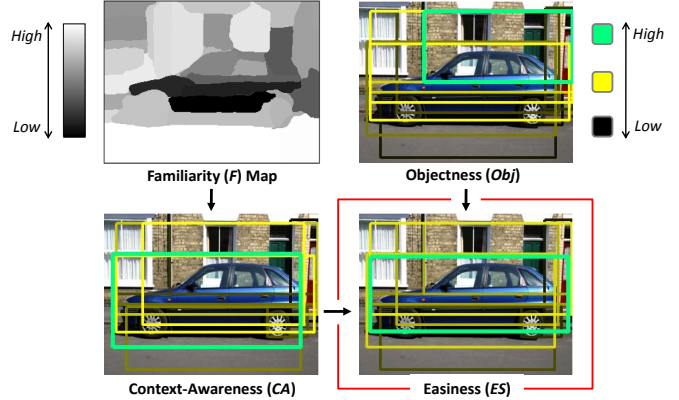 High
Low
High
Low
Familiarity (F) Map
Objectness (Obj)
Context-Awareness (CA)
Easiness (ES)